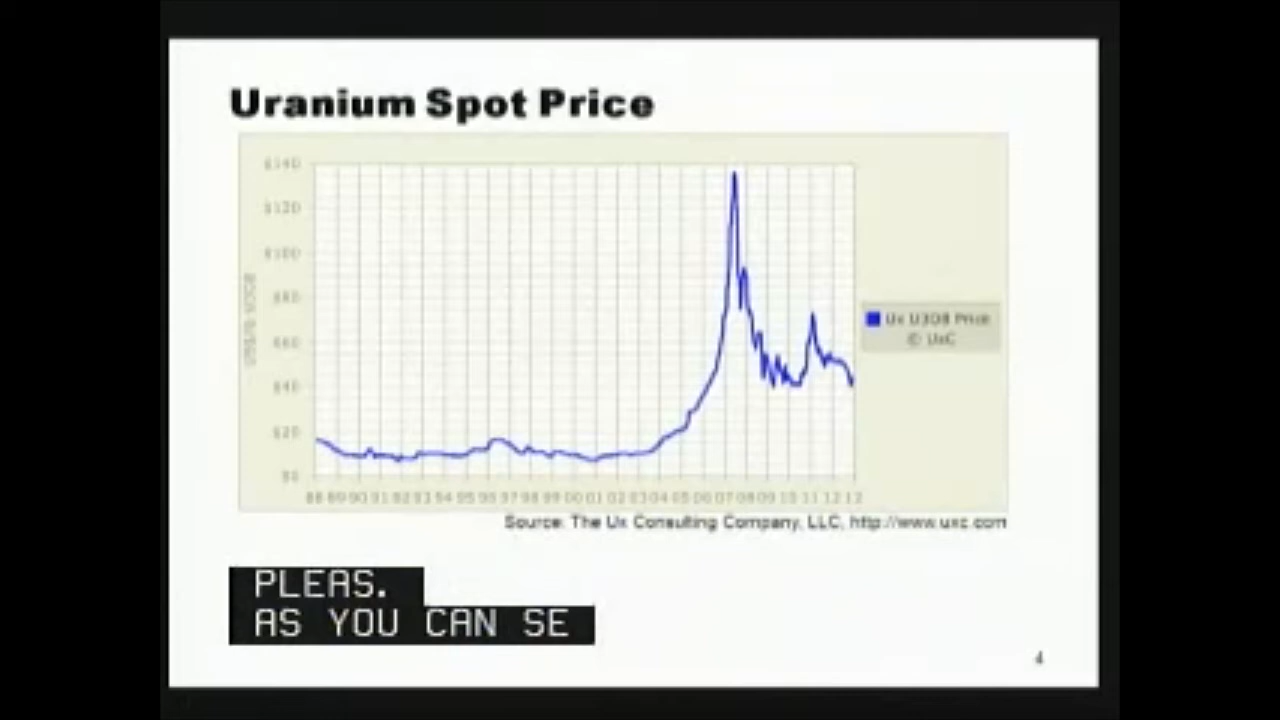 Uranium Spot Price
$140
$120
$100
$80
$60
$40
$20
$0
88 89 90 91 92 93 94 95 96 97 98 99 00 01 02 03 04 05 06 07 08 09 10 11 12 12
Ux U3O8 Price
© UxC
Source: The Ux Consulting Company, LLC, http://www.uxc.com
PLEAS.
AS YOU CAN SE
4